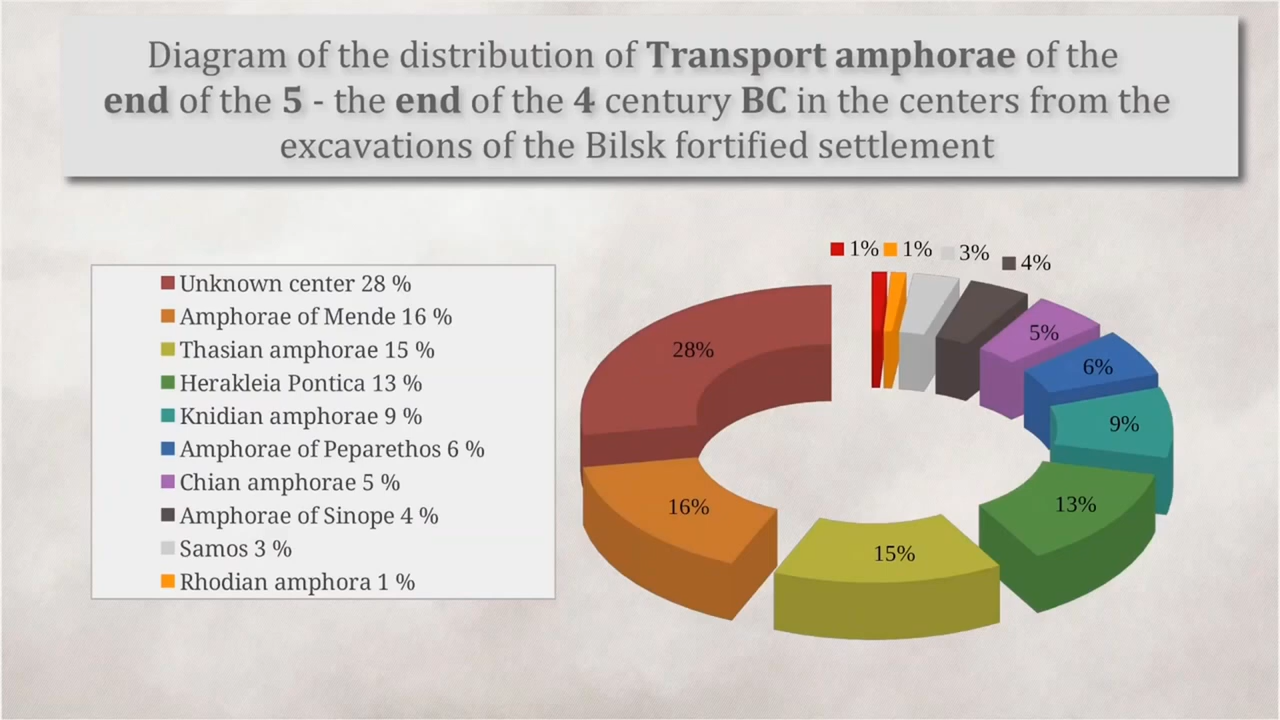 Diagram of the distribution of Transport amphorae of the
end of the 5 - the end of the 4 century BC in the centers from the
excavations of the Bilsk fortified settlement
Unknown center 28 %
Amphorae of Mende 16 %
Thasian amphorae 15 %
Herakleia Pontica 13 %
Knidian amphorae 9 %
Amphorae of Peparethos 6 %
Chian amphorae 5 %
Amphorae of Sinope 4 %
Samos 3 %
Rhodian amphora 1 %
1% 1% 3% 4%
5%
28%
6%
9%
16%
13%
15%